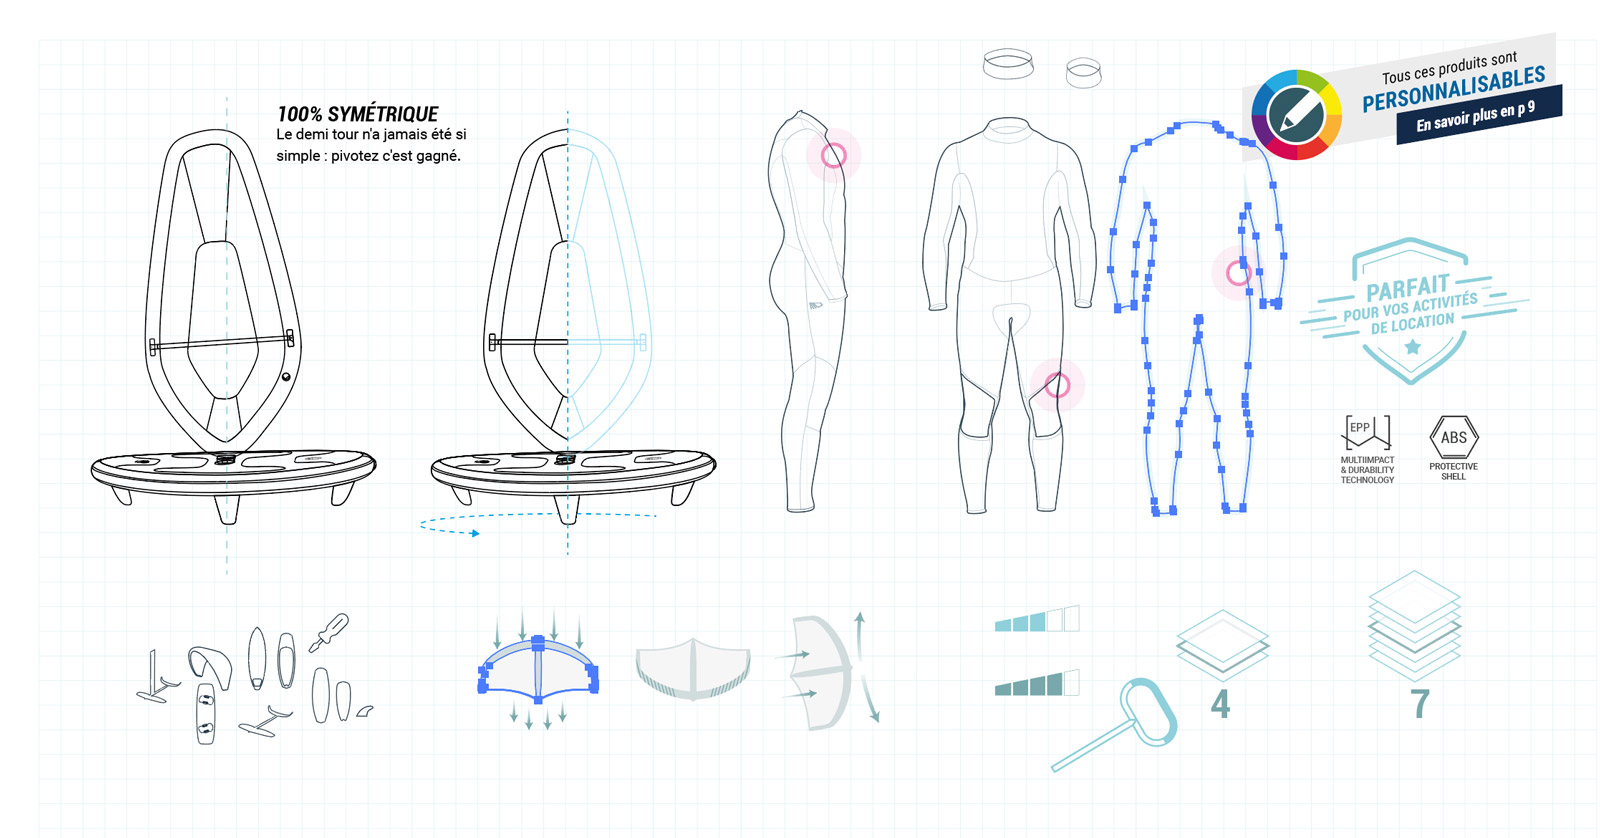 100% SYMÉTRIQUE
Le demi tour n'a jamais été si
simple : pivotez c'est gagné.
Tous ces produits sont
PERSONNALISABLES
En savoir plus en p 9
PARFAIT
POUR VOS ACTIVITÉS
DE LOCATION
EPP
MULTIIMPACT
& DURABILITY
TECHNOLOGY
ABS
PROTECTIVE
SHELL
4
7